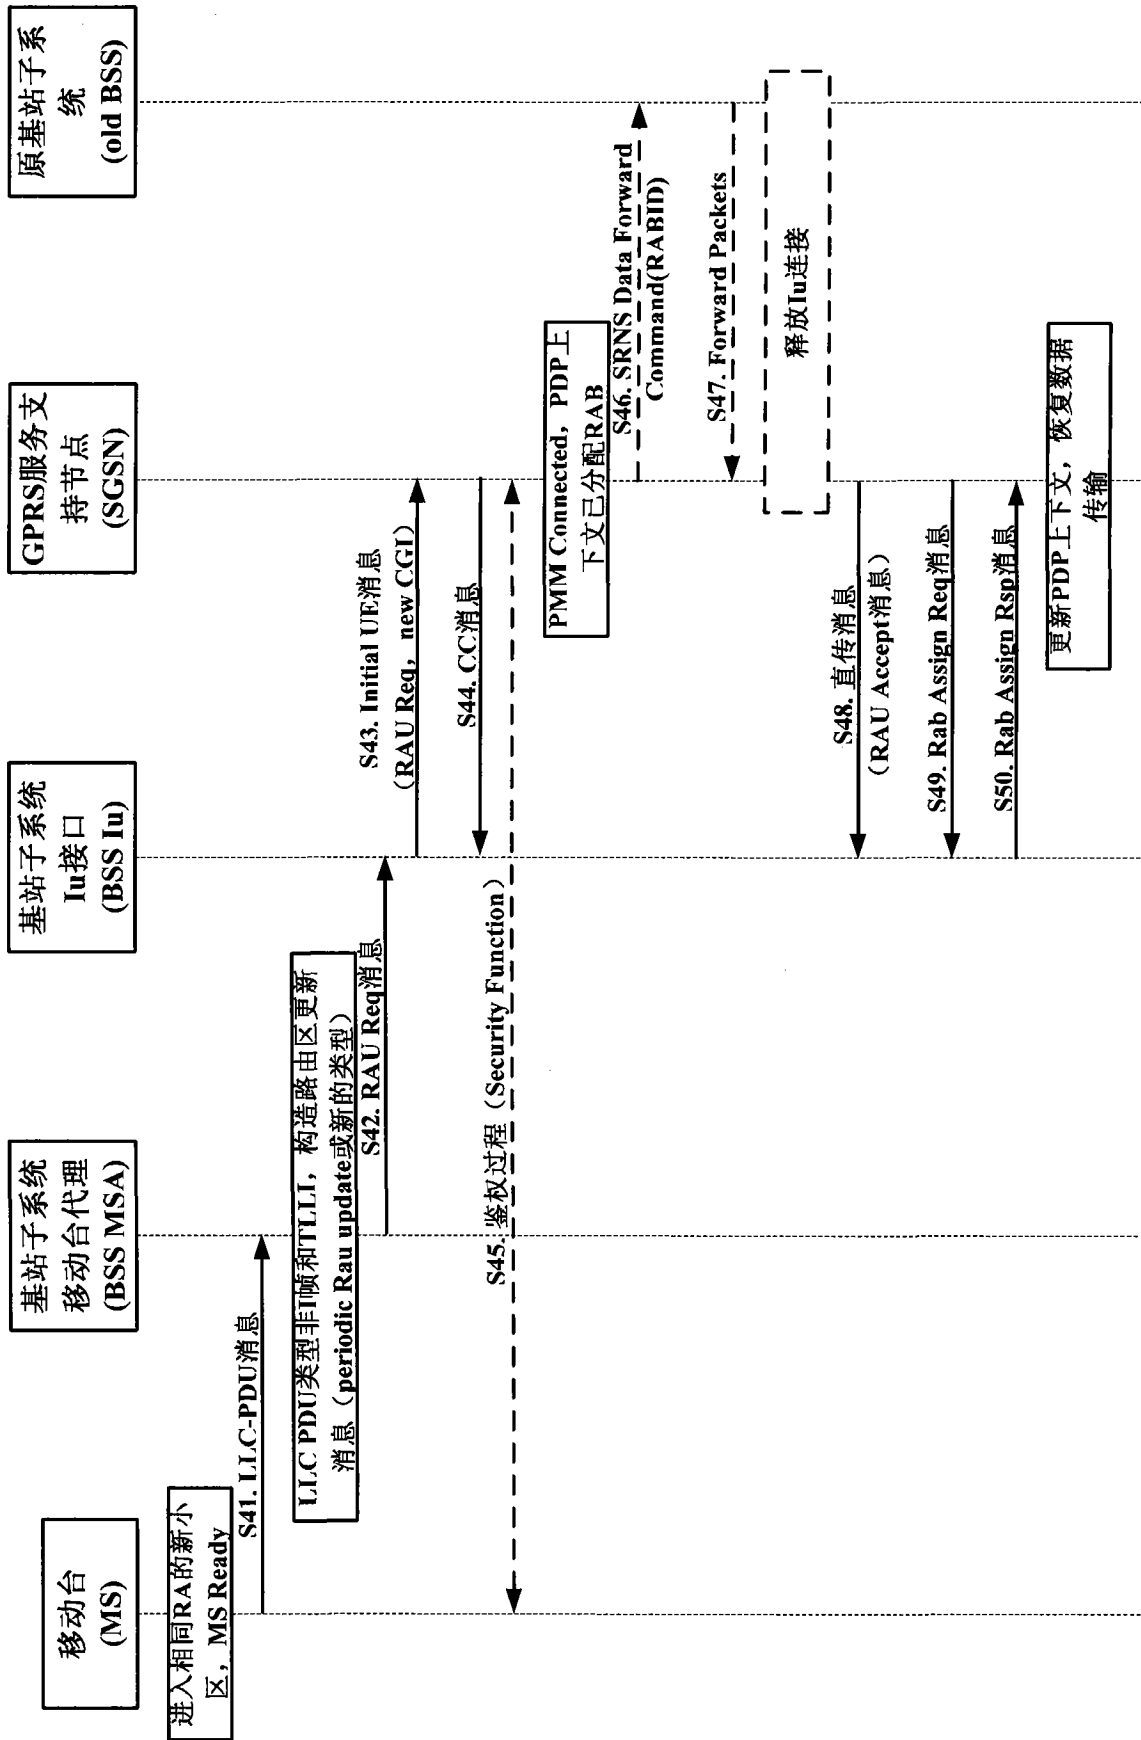 移动台
(MS)
基站子系统
移动台代理
(BSS MSA)
基站子系统
Iu接口
(BSS Iu)
GPRS服务支
持节点
(SGSN)
原基站子系
统
(old BSS)
进入相同RA的新小
区，MS Ready
S41. LLC-PDU消息
LLC PDU类型非I帧和TLLI，构造路由区更新
消息（periodic Rau update或新的类型）
S42. RAU Req消息
S43. Initial UE消息
（RAU Req，new CGI）
S44. CC消息
S45. 鉴权过程（Security Function）
PMM Connected，PDP上
下文已分配RAB
S46. SRNS Data Forward
Command(RABID)
S47. Forward Packets
释放Iu连接
S48. 直传消息
（RAU Accept消息）
S49. Rab Assign Req消息
S50. Rab Assign Rsp消息
更新PDP上下文，恢复数据
传输